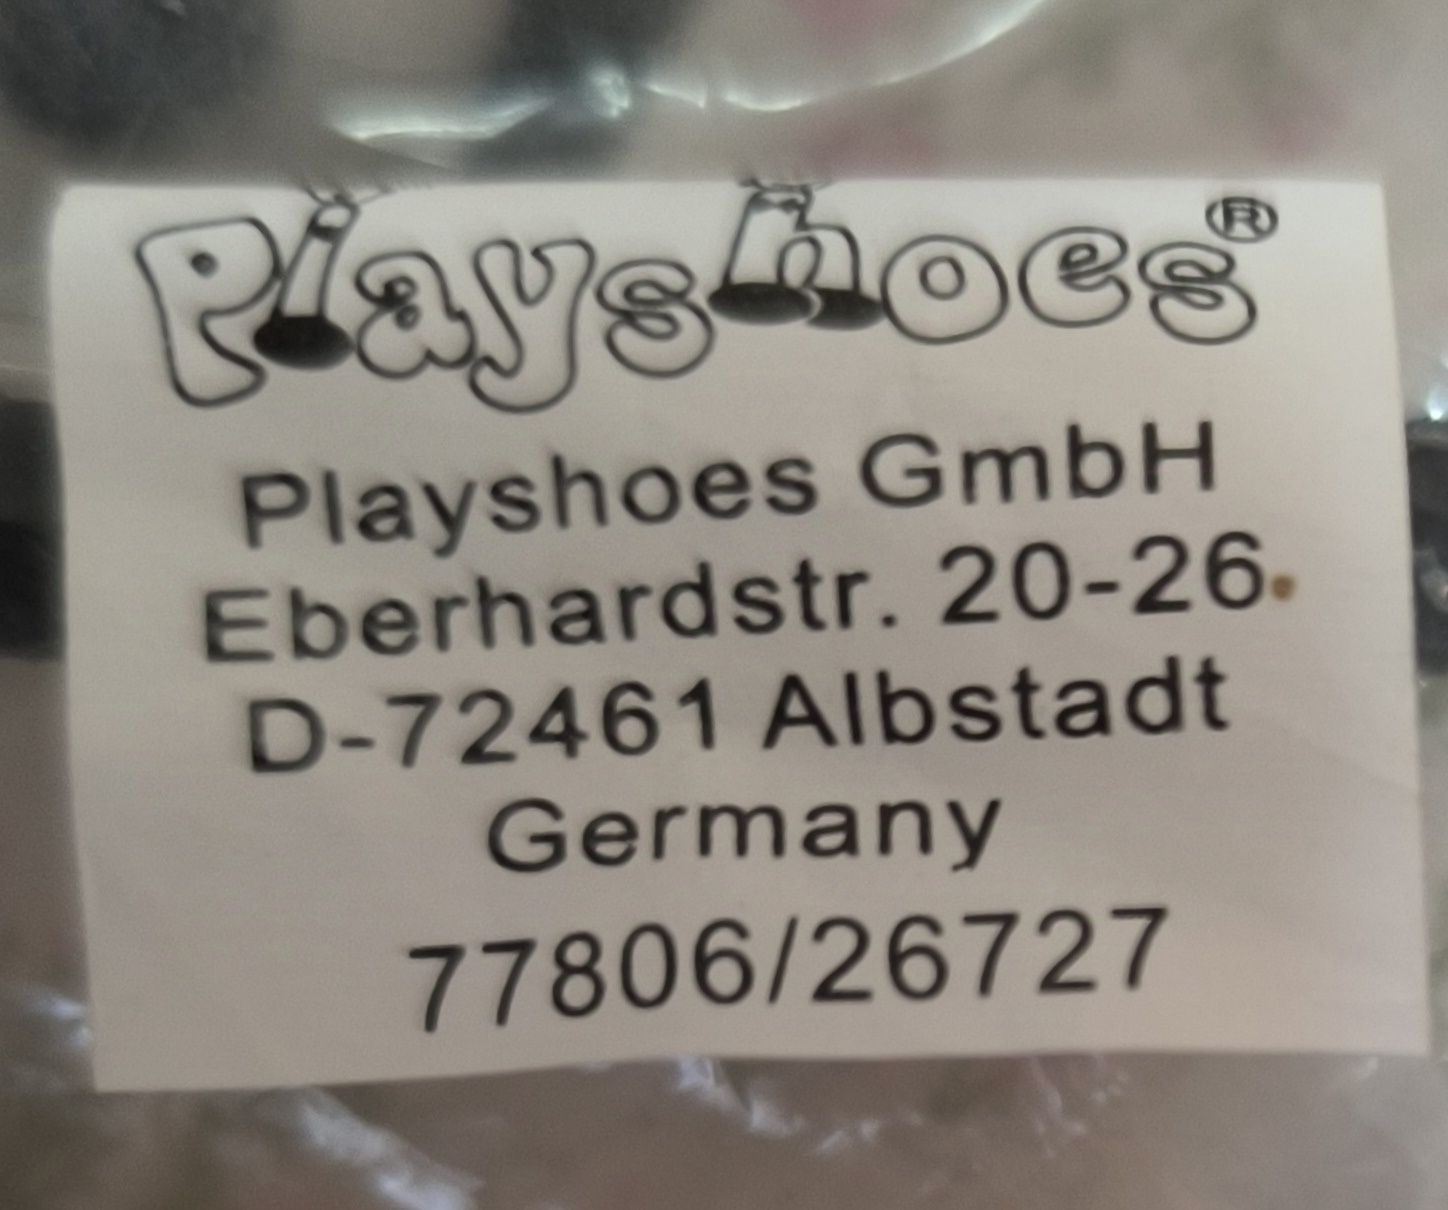 Playshoes®
Playshoes GmbH
Eberhardstr. 20-26
D-72461 Albstadt
Germany
77806/26727